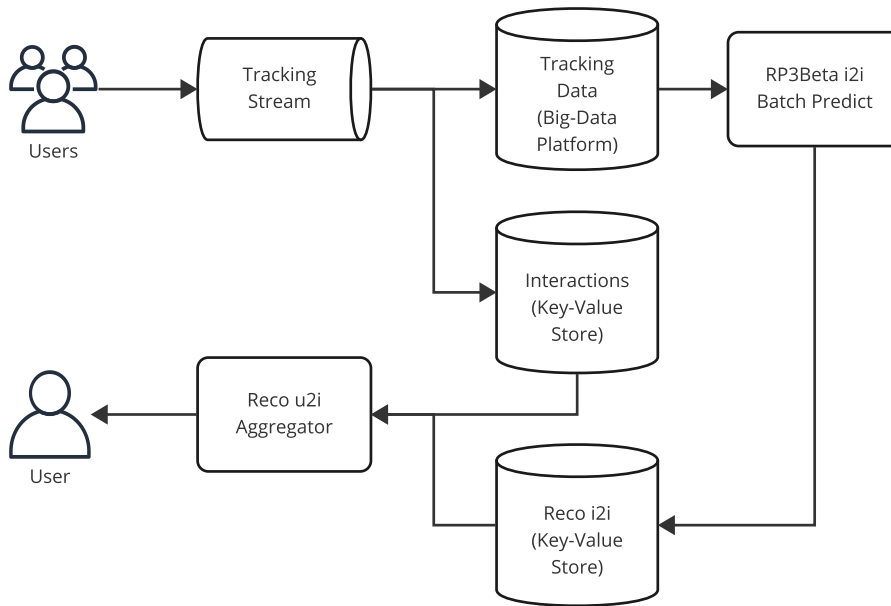 Users
Tracking
Stream
Tracking
Data
(Big-Data
Platform)
RP3Beta i2i
Batch Predict
Interactions
(Key-Value
Store)
User
Reco u2i
Aggregator
Reco i2i
(Key-Value
Store)